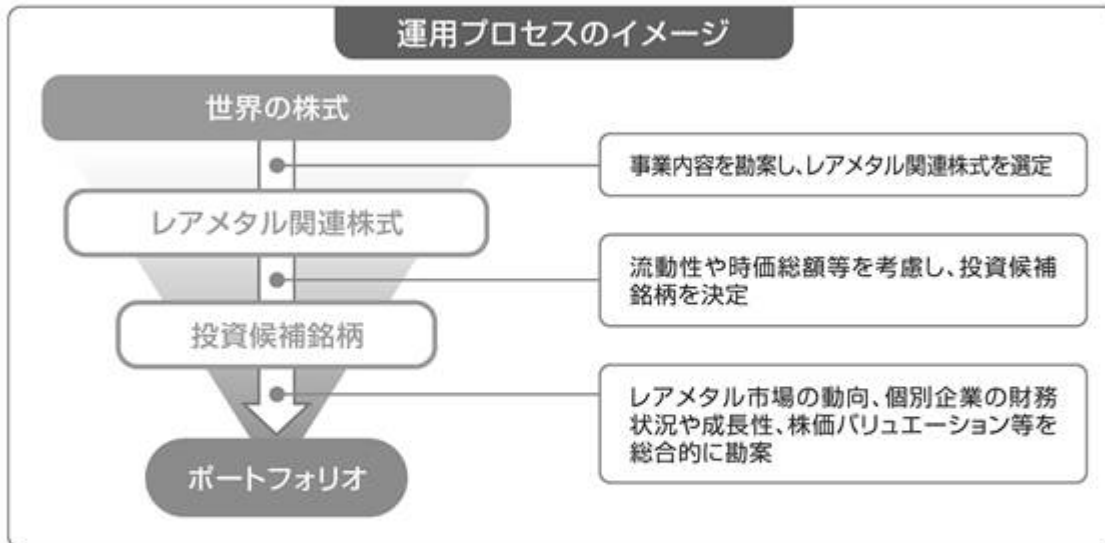 運用プロセスのイメージ
世界の株式
事業内容を勘案し、レアメタル関連株式を選定
レアメタル関連株式
流動性や時価総額等を考慮し、投資候補
銘柄を決定
投資候補銘柄
レアメタル市場の動向、個別企業の財務
状況や成長性、株価バリュエーション等を
総合的に勘案
ポートフォリオ